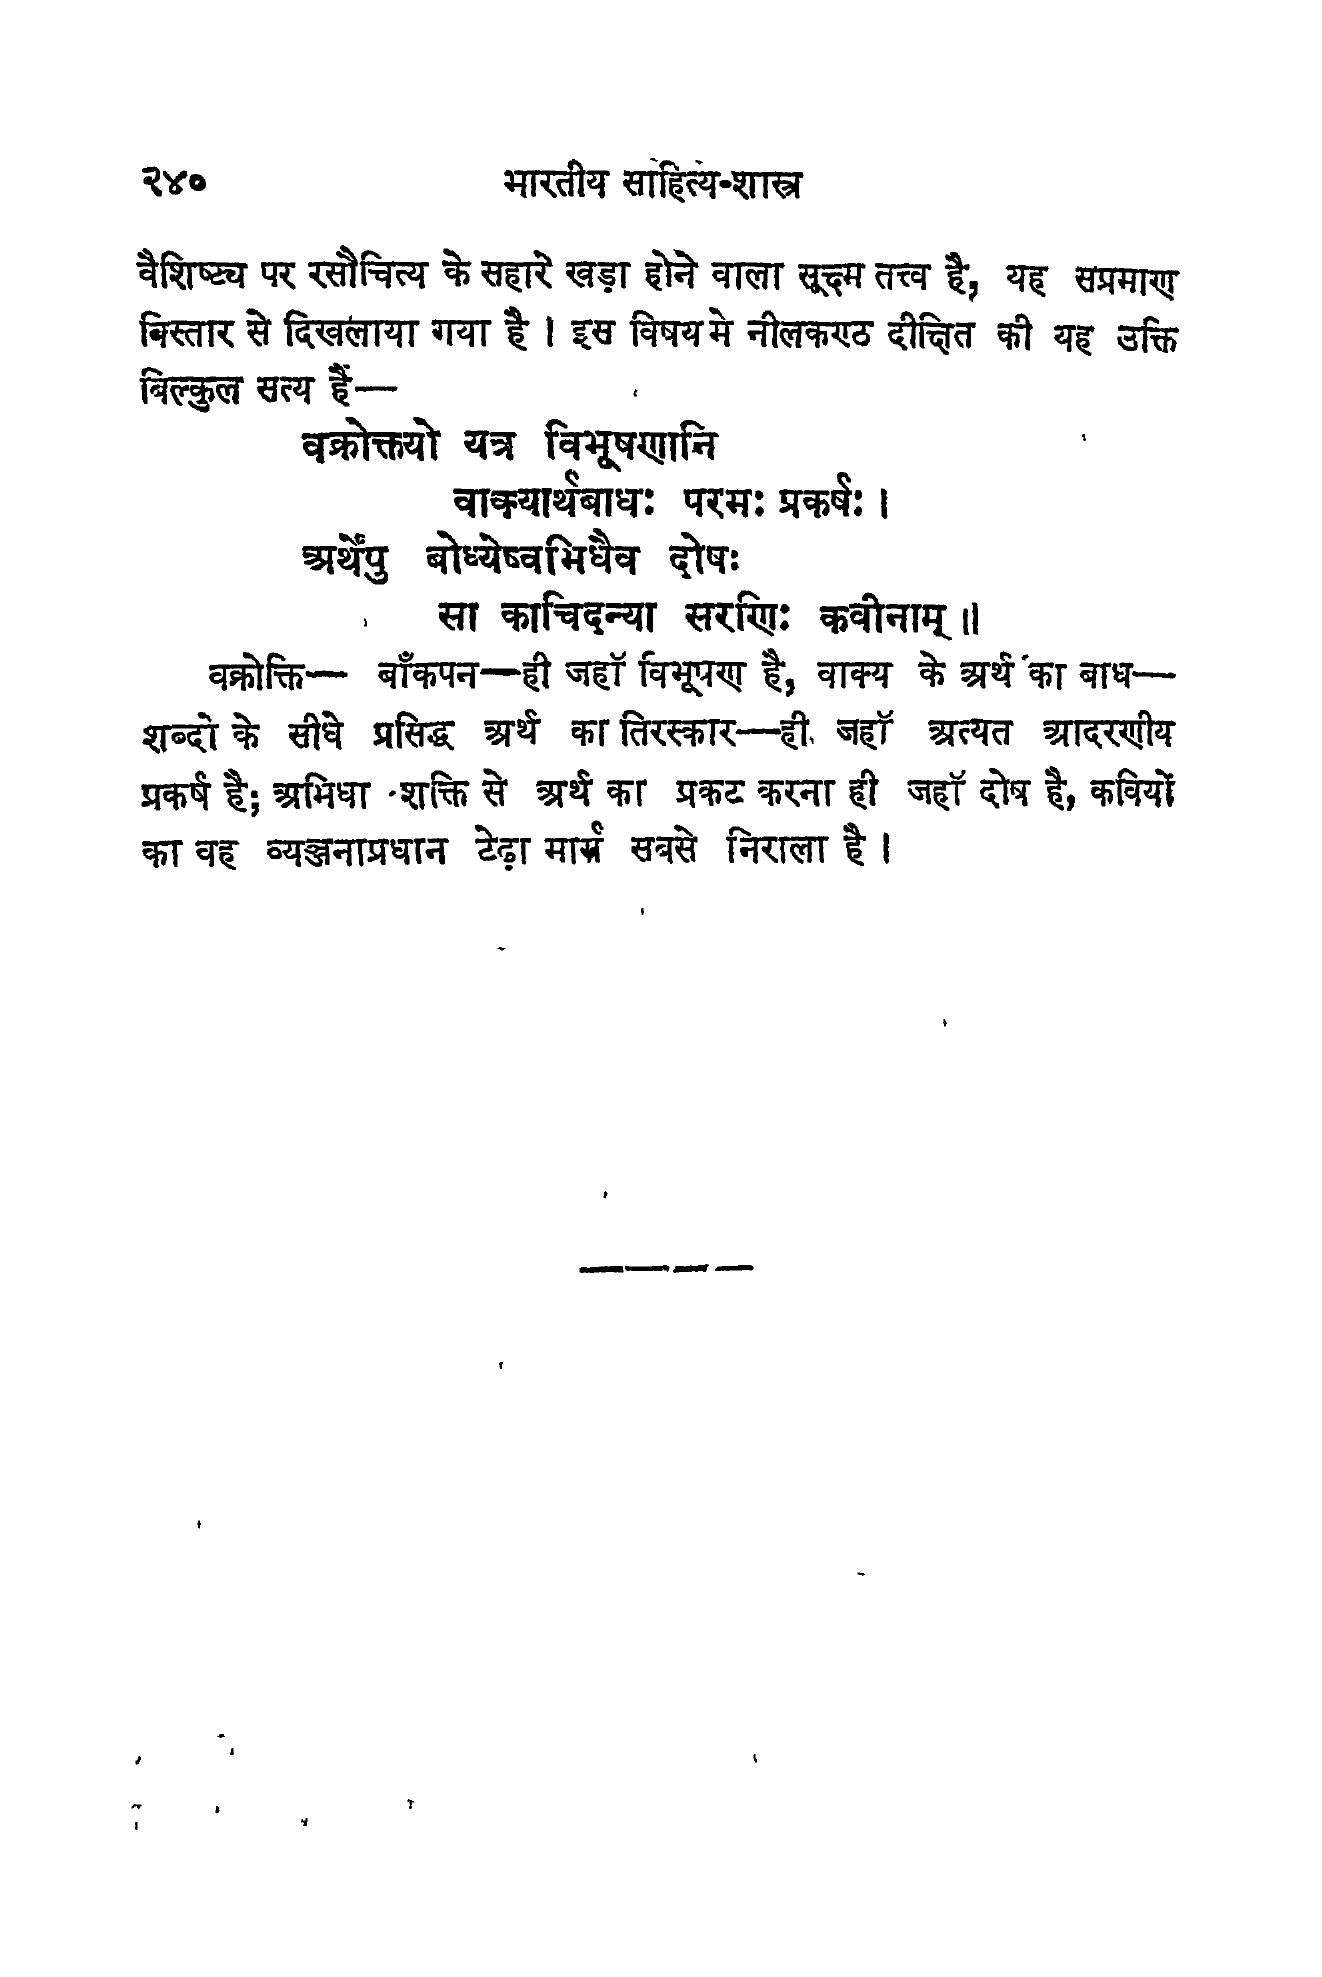 २४० भारतीय साहित्य-शास्त्र
वैशिष्ट्य पर रसौचित्य के सहारे खड़ा होने वाला सूक्ष्म तत्त्व है, यह सप्रमाण
बिस्तार से दिखलाया गया है । इस विषय मे नीलकण्ठ दीक्षित की यह उक्ति
बिल्कुल सत्य हैं—
वक्रोक्तयो यत्र विभूषणानि
वाक्यार्थबाधः परमः प्रकर्षः ।
अर्थेंपु बोध्येष्वभिधैव दोषः
सा काचिदन्या सरणिः कवीनाम् ॥
वक्रोक्ति— बाँकपन—ही जहॉ विभूपण है, वाक्य के अर्थ का बाध—
शब्दो के सीधे प्रसिद्ध अर्थ का तिरस्कार—ही जहॉ अत्यत आदरणीय
प्रकर्ष है; अभिधा शक्ति से अर्थ का प्रकट करना ही जहॉ दोष है, कवियों
का वह व्यञ्जनाप्रधान टेढ़ा मार्ग सबसे निराला है ।